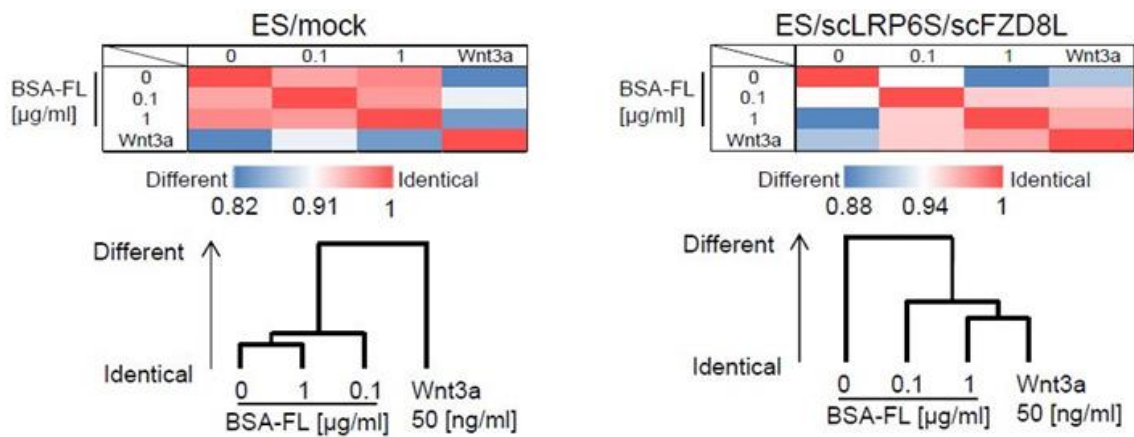 ES/mock
0 0.1 1 Wnt3a
BSA-FL
[µg/ml]
0
0.1
1
Wnt3a
Different Identical
0.82 0.91 1
Different
Identical
0 1 0.1 Wnt3a
BSA-FL [µg/ml] 50 [ng/ml]
ES/scLRP6S/scFZD8L
0 0.1 1 Wnt3a
BSA-FL
[µg/ml]
0
0.1
1
Wnt3a
Different Identical
0.88 0.94 1
Different
Identical
0 0.1 1 Wnt3a
BSA-FL [µg/ml] 50 [ng/ml]